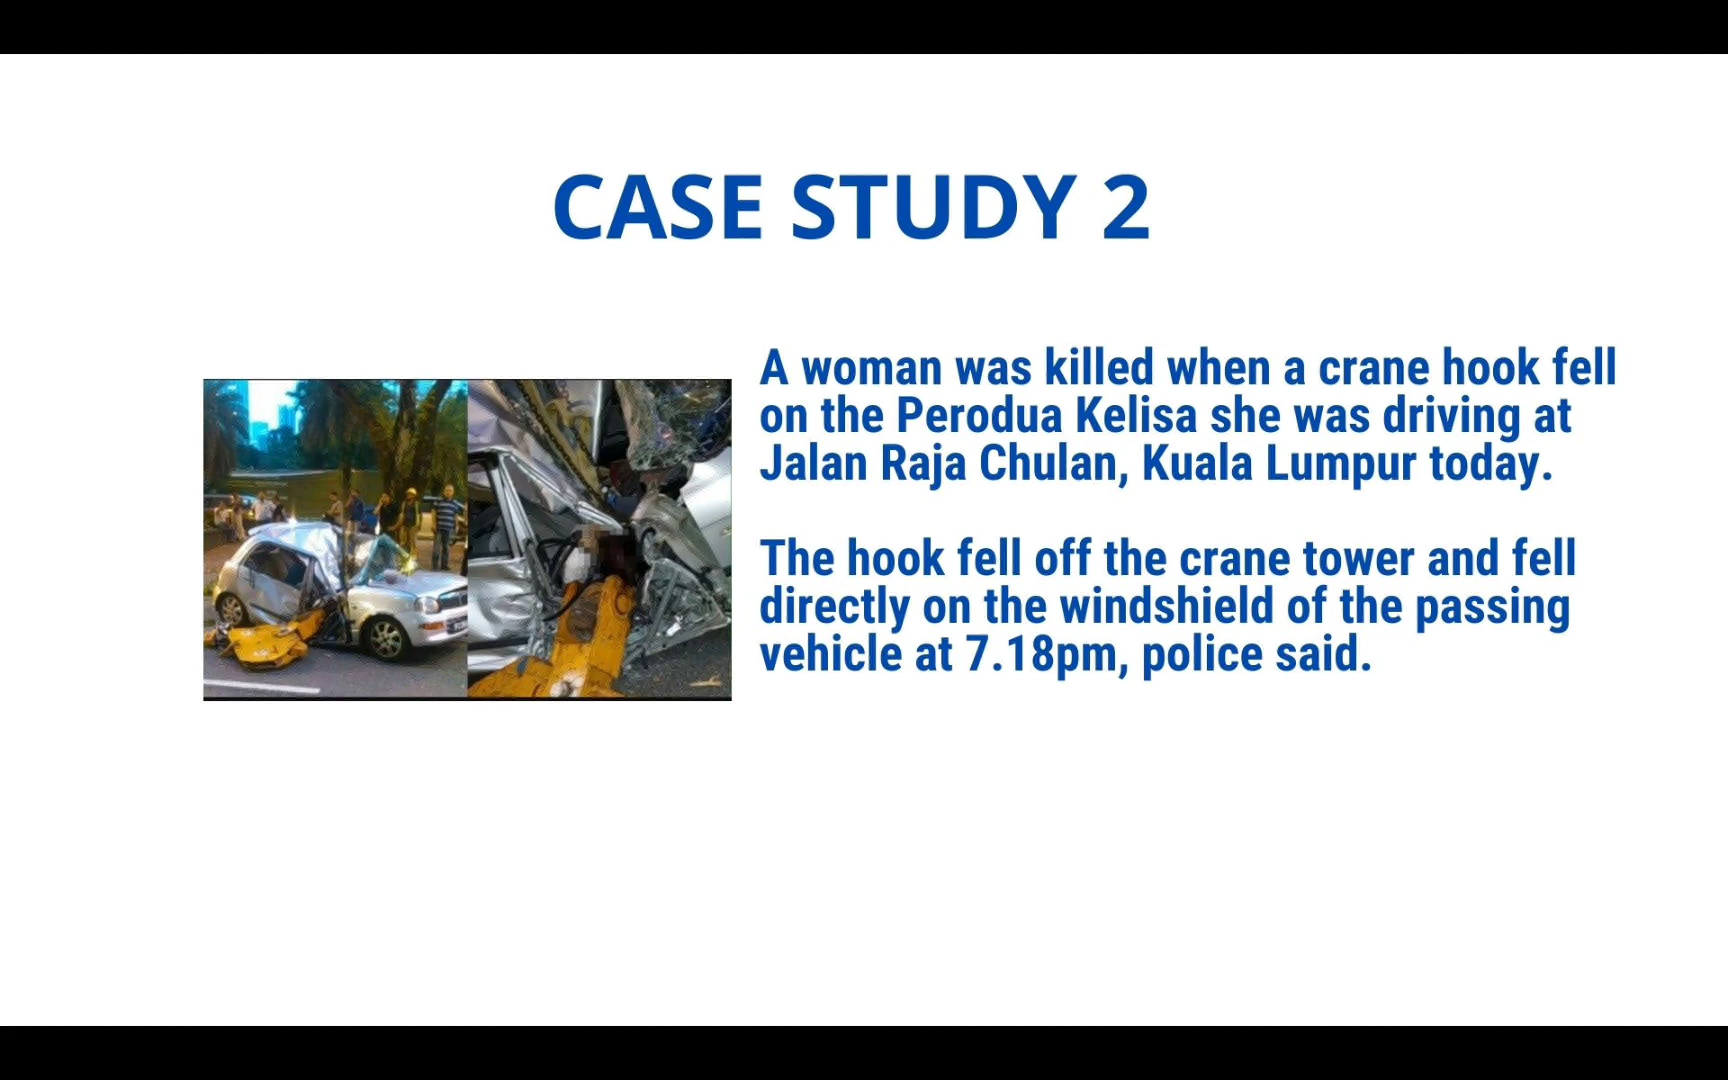 CASE STUDY 2
A woman was killed when a crane hook fell
on the Perodua Kelisa she was driving at
Jalan Raja Chulan, Kuala Lumpur today.
The hook fell off the crane tower and fell
directly on the windshield of the passing
vehicle at 7.18pm, police said.